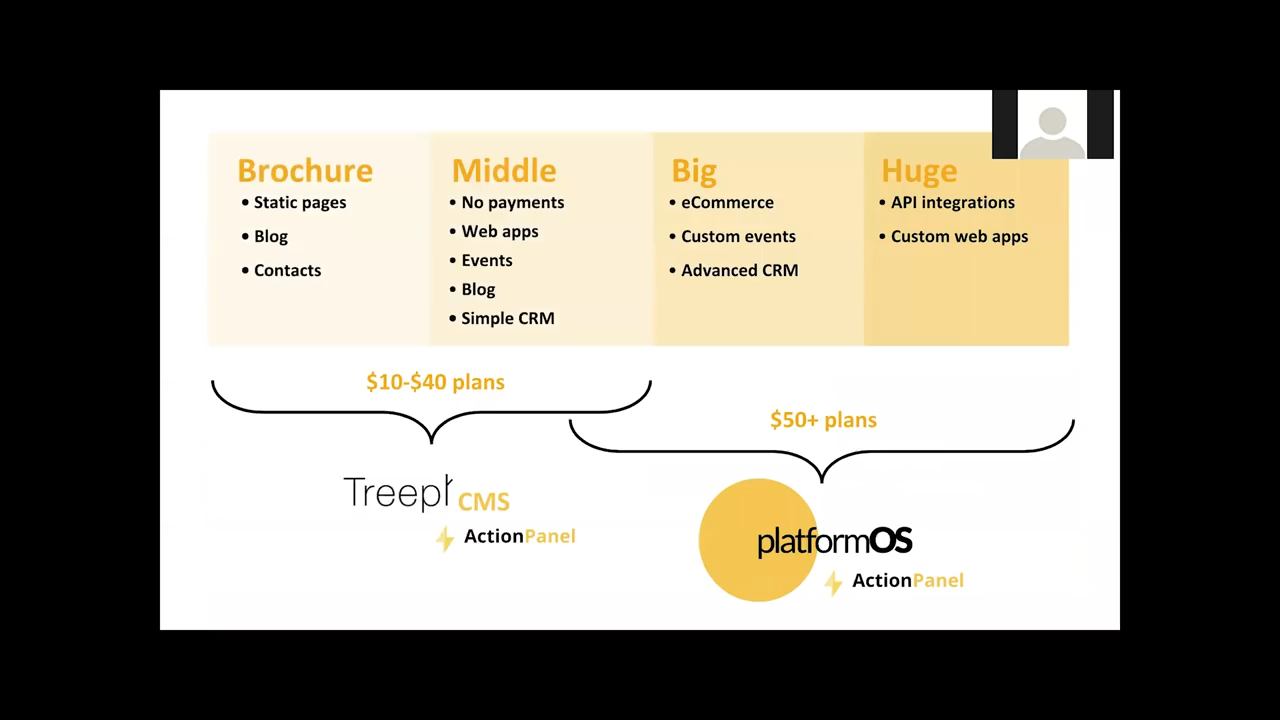 Brochure
• Static pages
• Blog
• Contacts
Middle
• No payments
• Web apps
• Events
• Blog
• Simple CRM
Big
• eCommerce
• Custom events
• Advanced CRM
Huge
• API integrations
• Custom web apps
$10-$40 plans
$50+ plans
CMS
ActionPanel
platformOS
ActionPanel